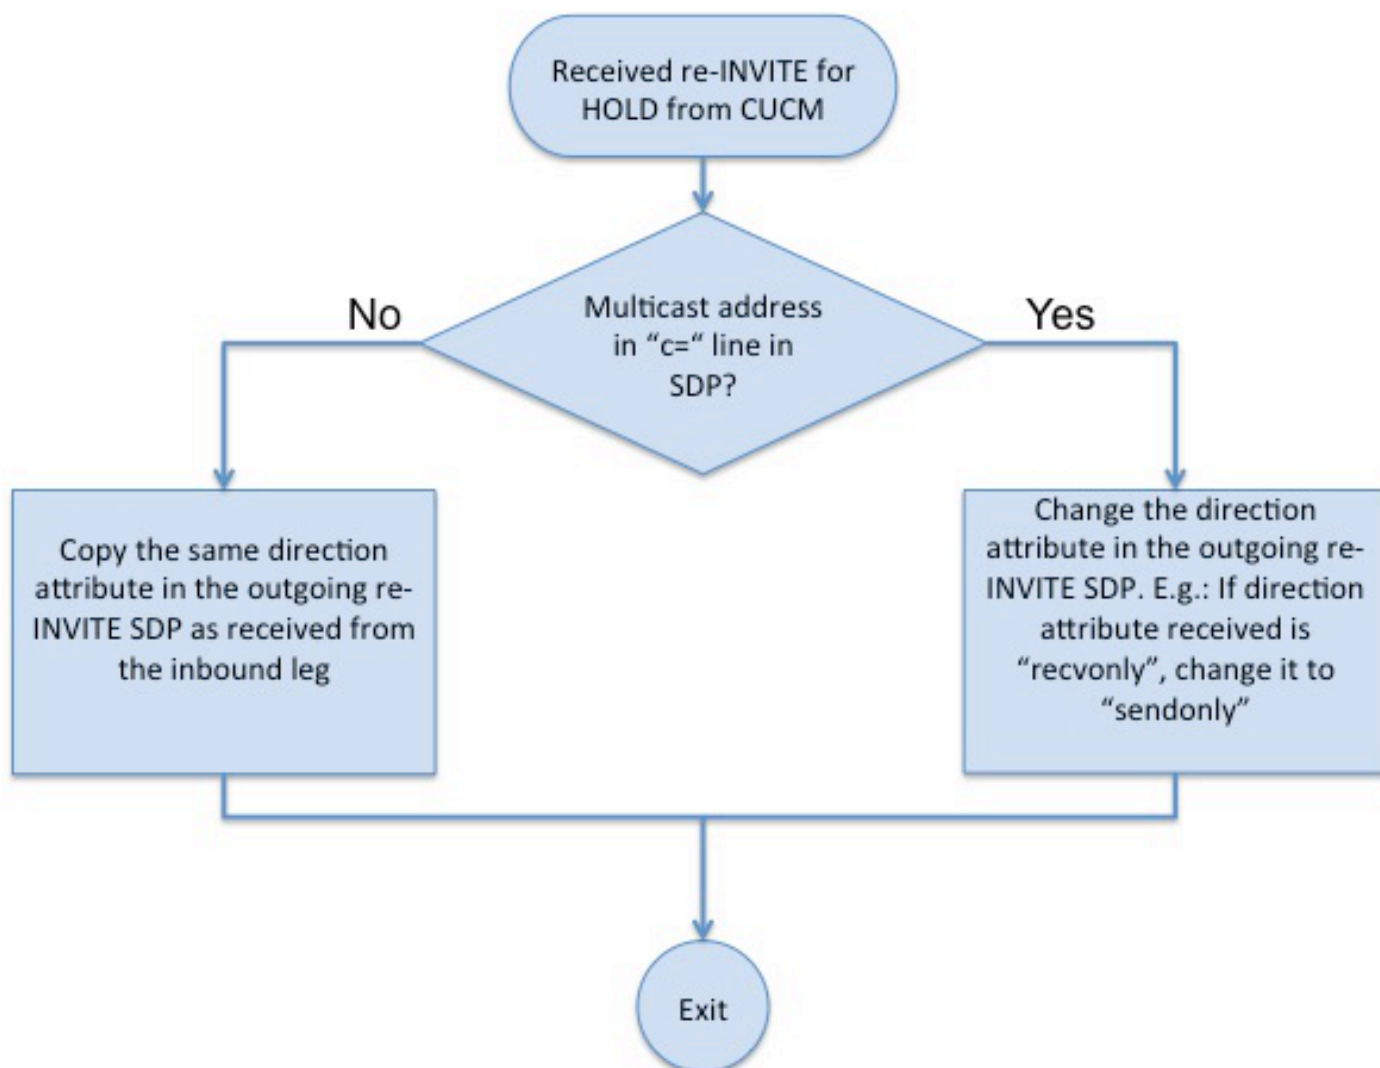 Received re-INVITE for
HOLD from CUCM
No
Multicast address
in “c=“ line in
SDP?
Yes
Copy the same direction
attribute in the outgoing re-
INVITE SDP as received from
the inbound leg
Change the direction
attribute in the outgoing re-
INVITE SDP. E.g.: If direction
attribute received is
“recvonly”, change it to
“sendonly”
Exit